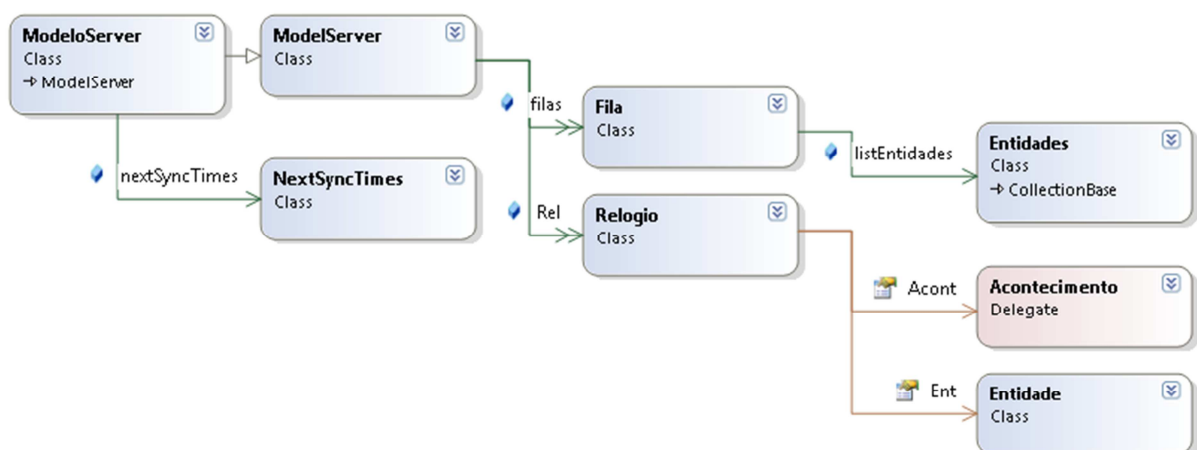 ModeloServer
Class
ModelServer
nextSyncTimes
ModelServer
Class
NextSyncTimes
Class
filas
Rel
Fila
Class
Relogio
Class
listEntidades
Acont
Ent
Entidades
Class
CollectionBase
Acontecimento
Delegate
Entidade
Class